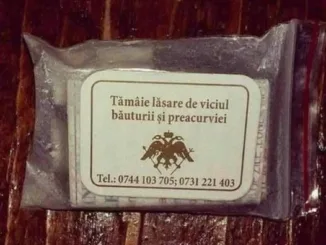 Tămâie lăsare de viciul
băuturii și preacurviei
Tel.: 0744 103 705; 0731 221 403